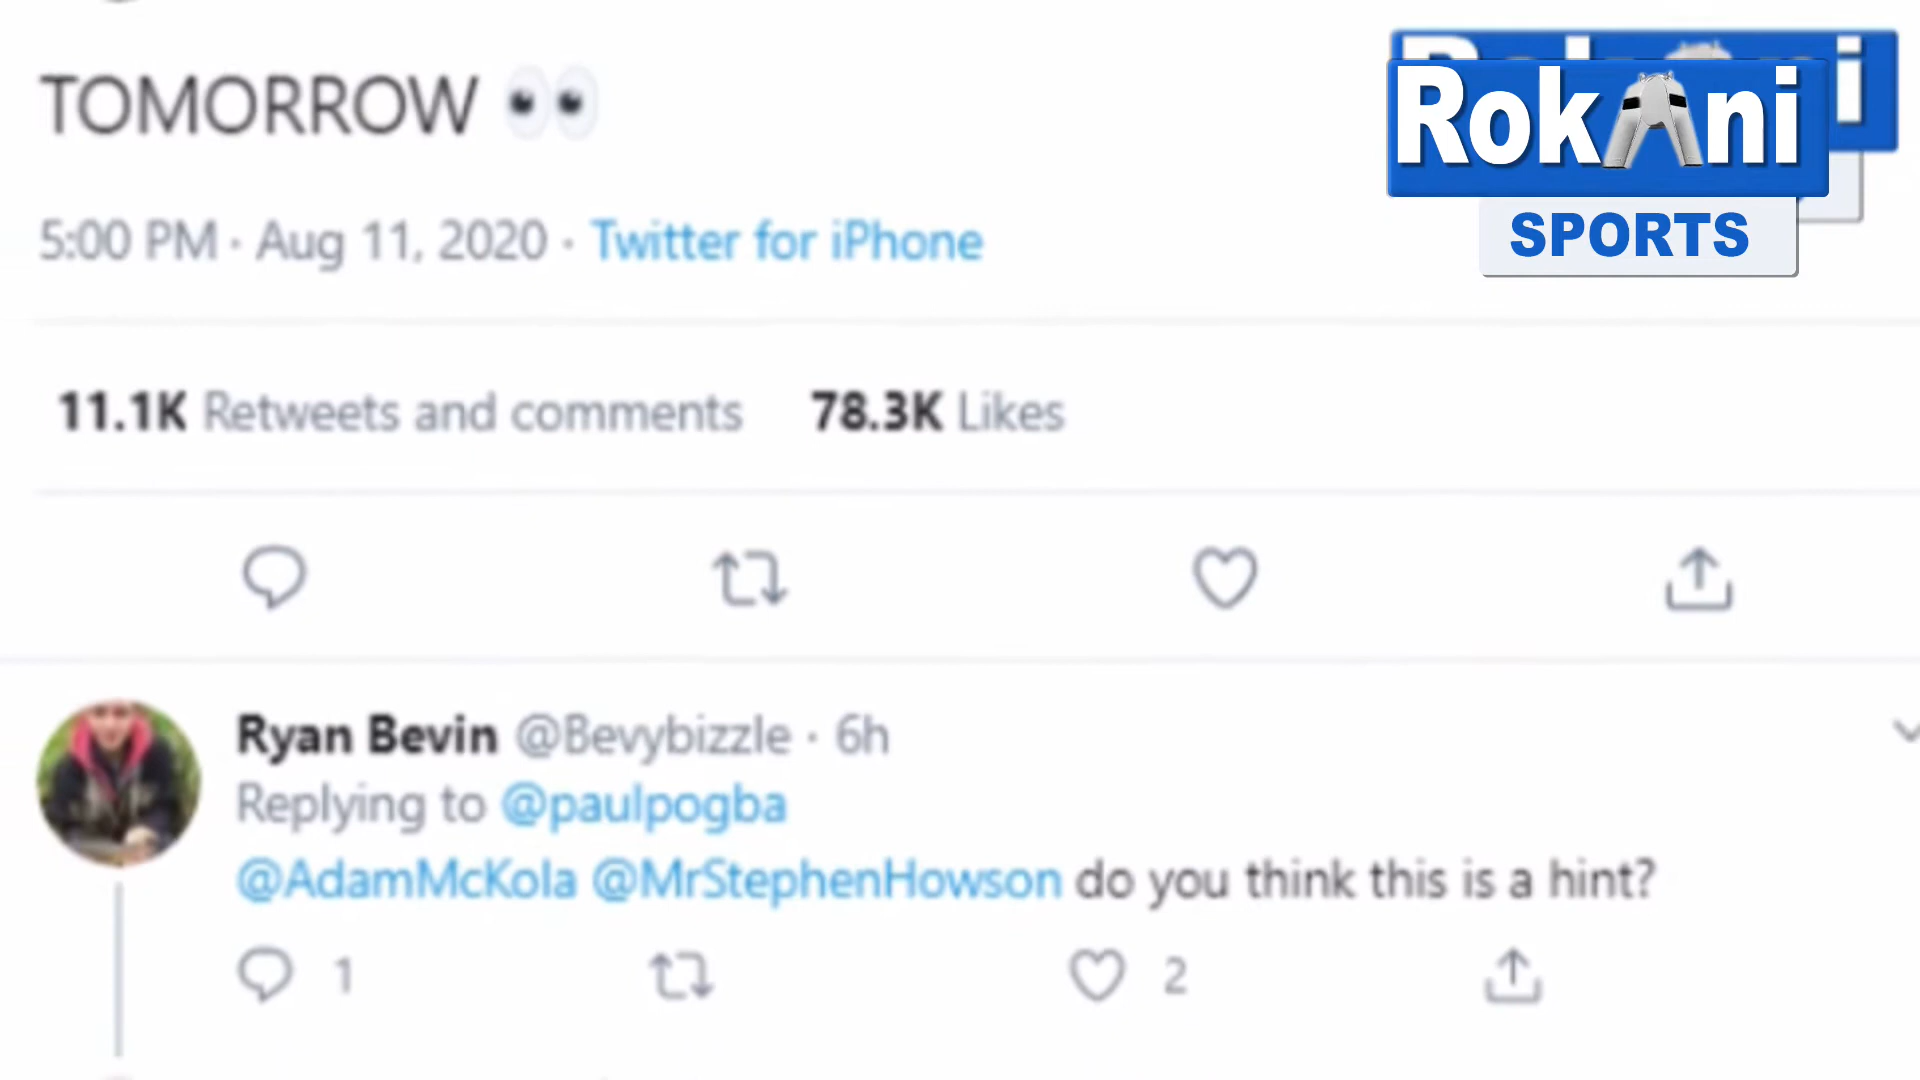 TOMORROW 👀
5:00 PM · Aug 11, 2020 · Twitter for iPhone
11.1K Retweets and comments 78.3K Likes
Ryan Bevin @Bevybizzle · 6h
Replying to @paulpogba
@AdamMcKola @MrStephenHowson do you think this is a hint?
1 2
RokAni
SPORTS